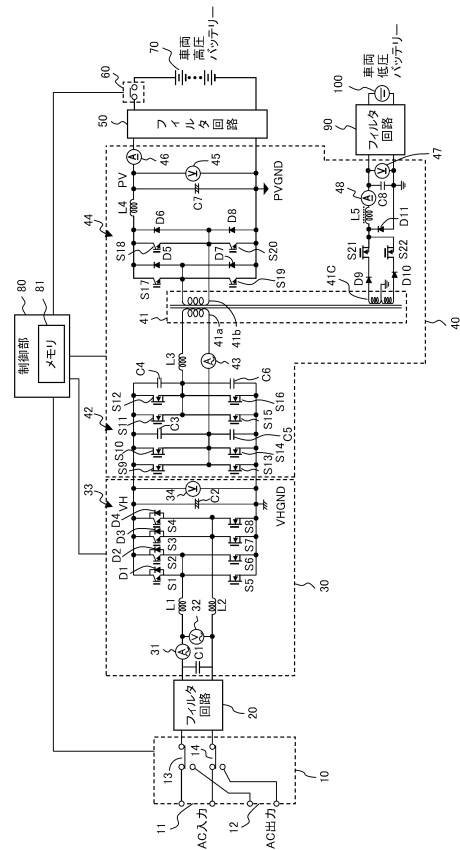 80
制御部
81
メモリ
60
70
車両
高圧
バッテリー
50
フィルタ回路
PV
A
46
V
45
C7
PVGND
L4
44
S18
D6
D5
D8
D7
S20
S17
S19
41
41a
41b
41C
100
車両
低圧
バッテリー
90
フィルタ
回路
V
47
A
48
C8
L5
D11
S21
S22
D9
D10
40
42
C4
L3
A
43
C6
S12
S11
S16
S15
C3
C5
S10
S9
S14
S13
33
VH
34
V
C2
VHGND
D4
D3
D2
D1
S4
S3
S2
S1
S8
S7
S6
S5
30
L1
L2
31
A
32
V
C1
フィルタ
回路
20
13
14
10
11
AC入力
12
AC出力